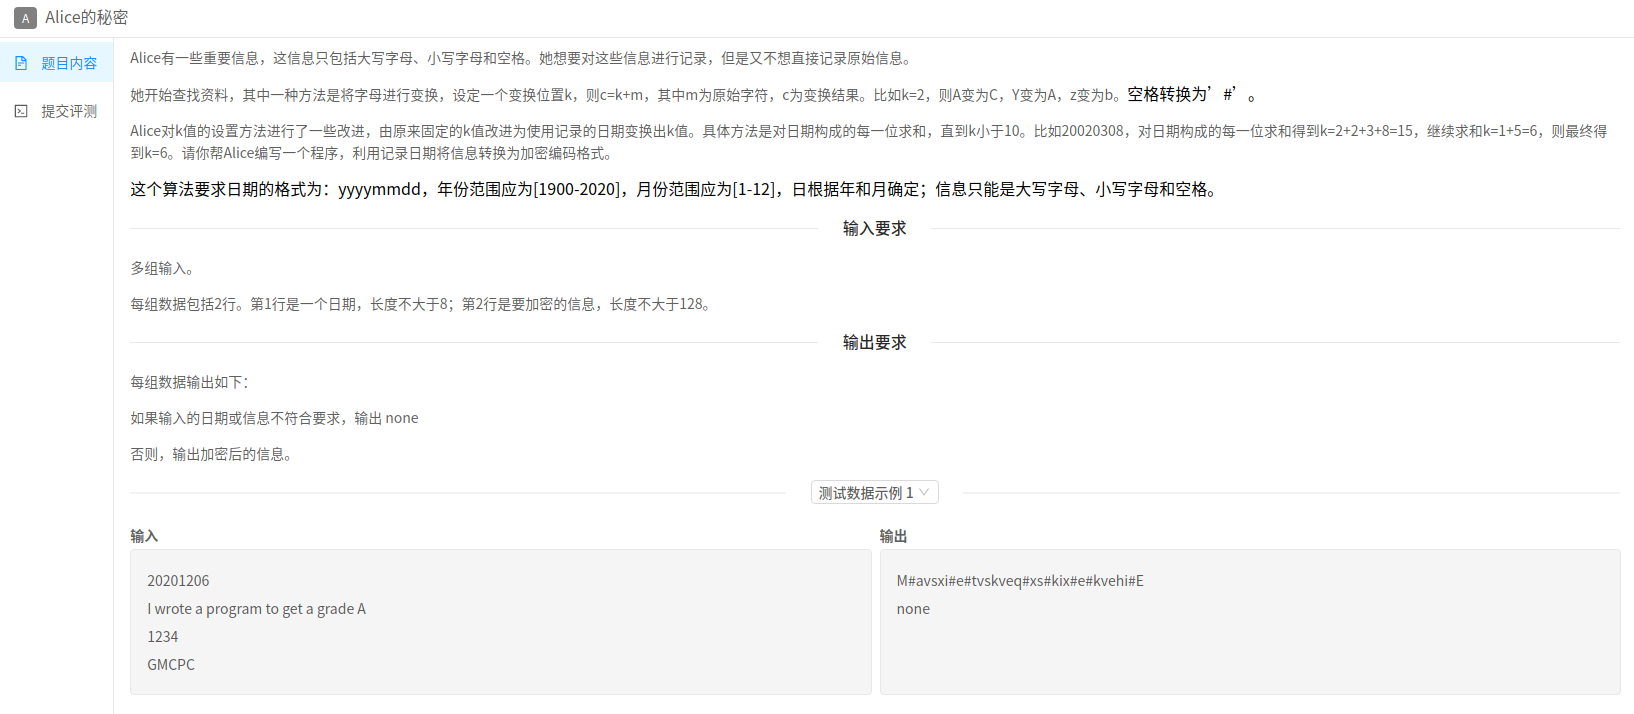 A Alice的秘密
题目内容
提交评测
Alice有一些重要信息，这信息只包括大写字母、小写字母和空格。她想要对这些信息进行记录，但是又不想直接记录原始信息。
她开始查找资料，其中一种方法是将字母进行变换，设定一个变换位置k，则c=k+m，其中m为原始字符，c为变换结果。比如k=2，则A变为C，Y变为A，z变为b。空格转换为’#’。
Alice对k值的设置方法进行了一些改进，由原来固定的k值改进为使用记录的日期变换出k值。具体方法是对日期构成的每一位求和，直到k小于10。比如20020308，对日期构成的每一位求和得到k=2+2+3+8=15，继续求和k=1+5=6，则最终得
到k=6。请你帮Alice编写一个程序，利用记录日期将信息转换为加密编码格式。
这个算法要求日期的格式为：yyyymmdd，年份范围应为[1900-2020]，月份范围应为[1-12]，日根据年和月确定；信息只能是大写字母、小写字母和空格。
输入要求
多组输入。
每组数据包括2行。第1行是一个日期，长度不大于8；第2行是要加密的信息，长度不大于128。
输出要求
每组数据输出如下：
如果输入的日期或信息不符合要求，输出 none
否则，输出加密后的信息。
测试数据示例 1
输入
20201206
I wrote a program to get a grade A
1234
GMCPC
输出
M#avsxi#e#tvskveq#xs#kix#e#kvehi#E
none